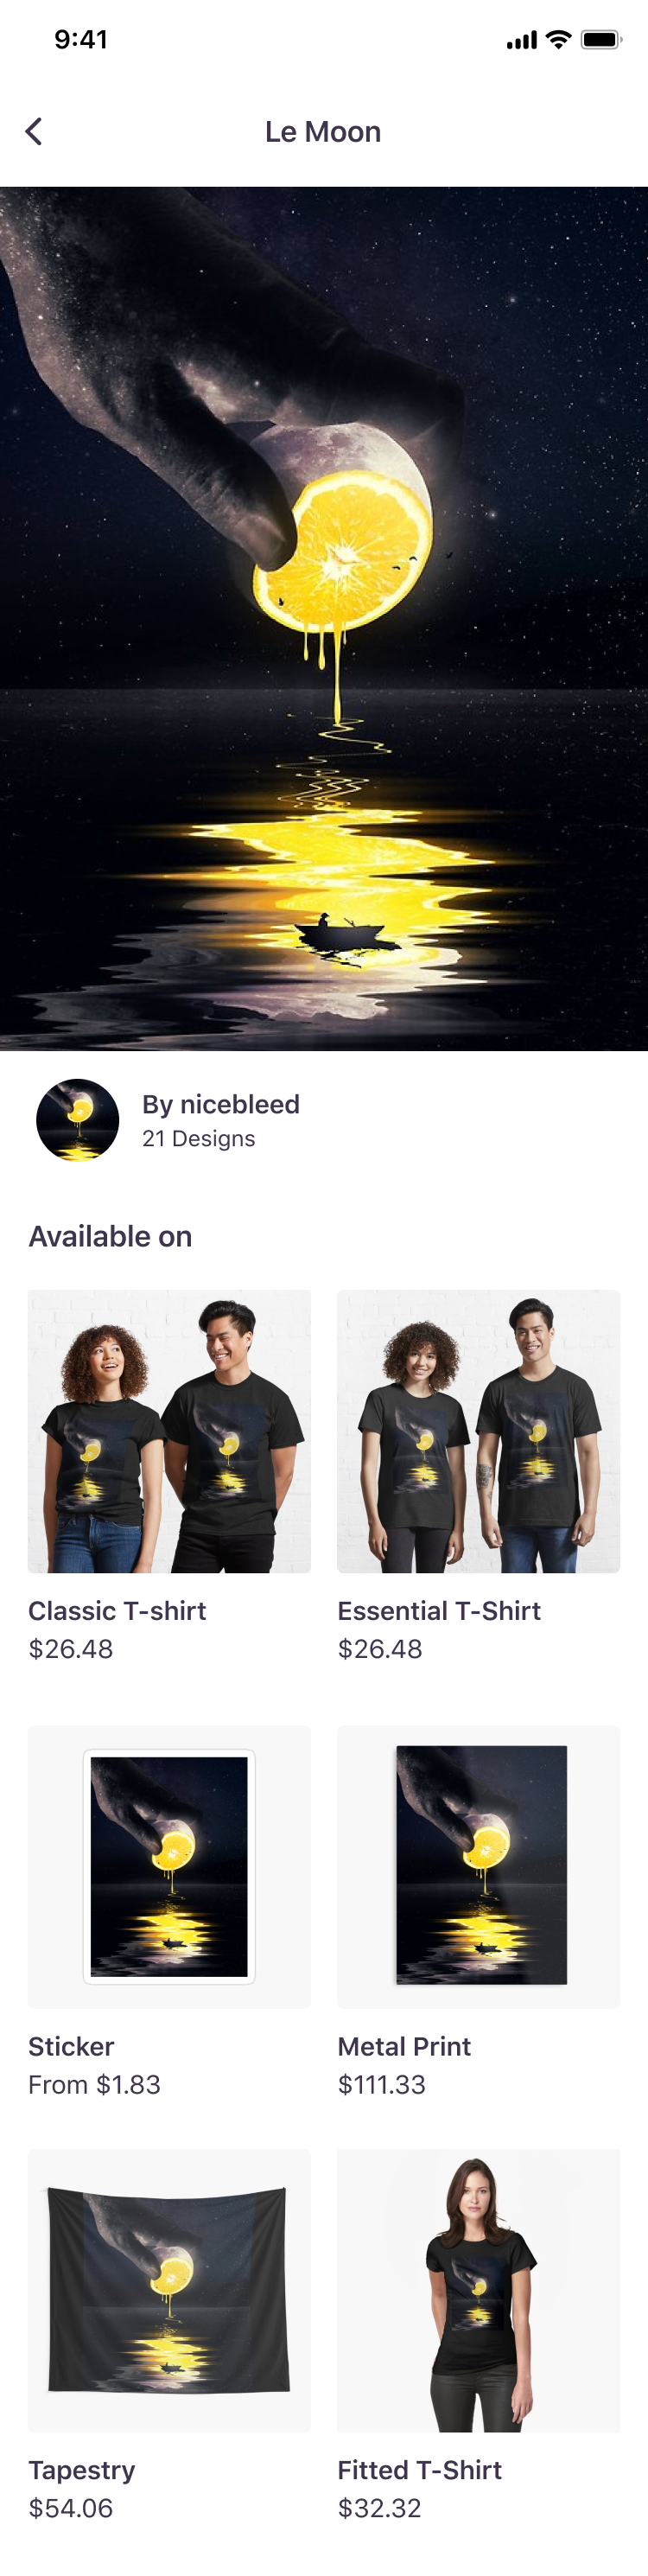 9:41
Le Moon
By nicebleed
21 Designs
Available on
Classic T-shirt
$26.48
Essential T-Shirt
$26.48
Sticker
From $1.83
Metal Print
$111.33
Tapestry
$54.06
Fitted T-Shirt
$32.32